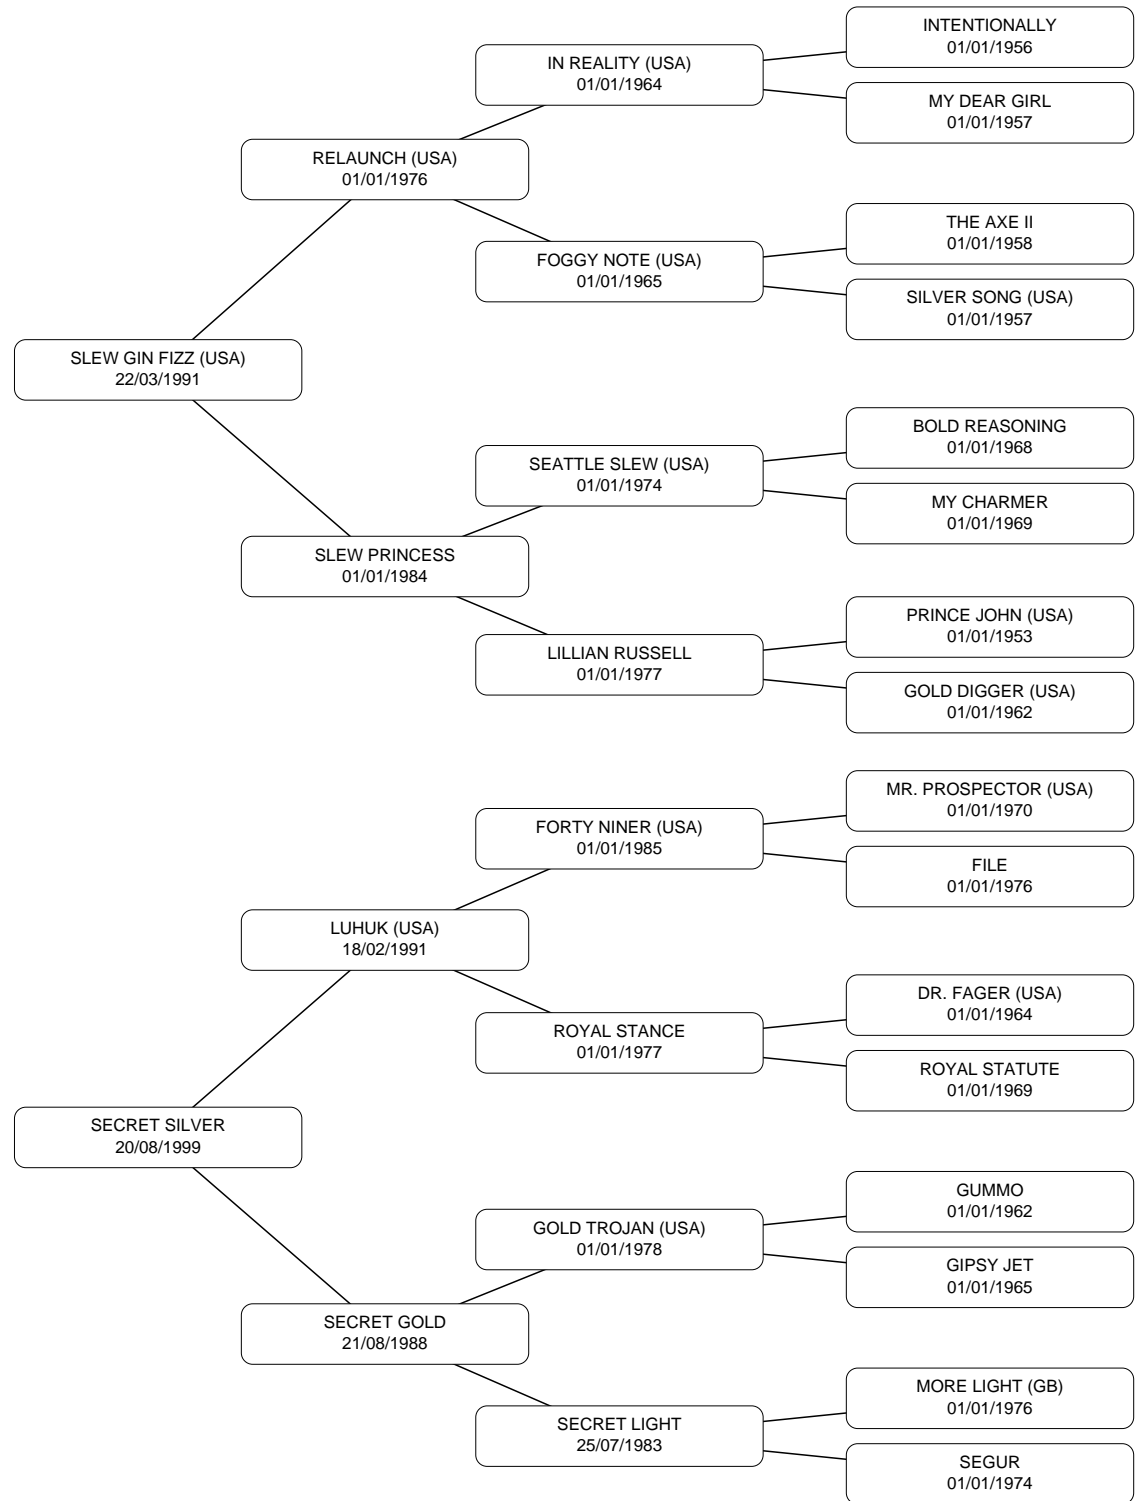 INTENTIONALLY
01/01/1956
IN REALITY (USA)
01/01/1964
MY DEAR GIRL
01/01/1957
RELAUNCH (USA)
01/01/1976
THE AXE II
01/01/1958
FOGGY NOTE (USA)
01/01/1965
SILVER SONG (USA)
01/01/1957
SLEW GIN FIZZ (USA)
22/03/1991
BOLD REASONING
01/01/1968
SEATTLE SLEW (USA)
01/01/1974
MY CHARMER
01/01/1969
SLEW PRINCESS
01/01/1984
PRINCE JOHN (USA)
01/01/1953
LILLIAN RUSSELL
01/01/1977
GOLD DIGGER (USA)
01/01/1962
MR. PROSPECTOR (USA)
01/01/1970
FORTY NINER (USA)
01/01/1985
FILE
01/01/1976
LUHUK (USA)
18/02/1991
DR. FAGER (USA)
01/01/1964
ROYAL STANCE
01/01/1977
ROYAL STATUTE
01/01/1969
SECRET SILVER
20/08/1999
GUMMO
01/01/1962
GOLD TROJAN (USA)
01/01/1978
GIPSY JET
01/01/1965
SECRET GOLD
21/08/1988
MORE LIGHT (GB)
01/01/1976
SECRET LIGHT
25/07/1983
SEGUR
01/01/1974